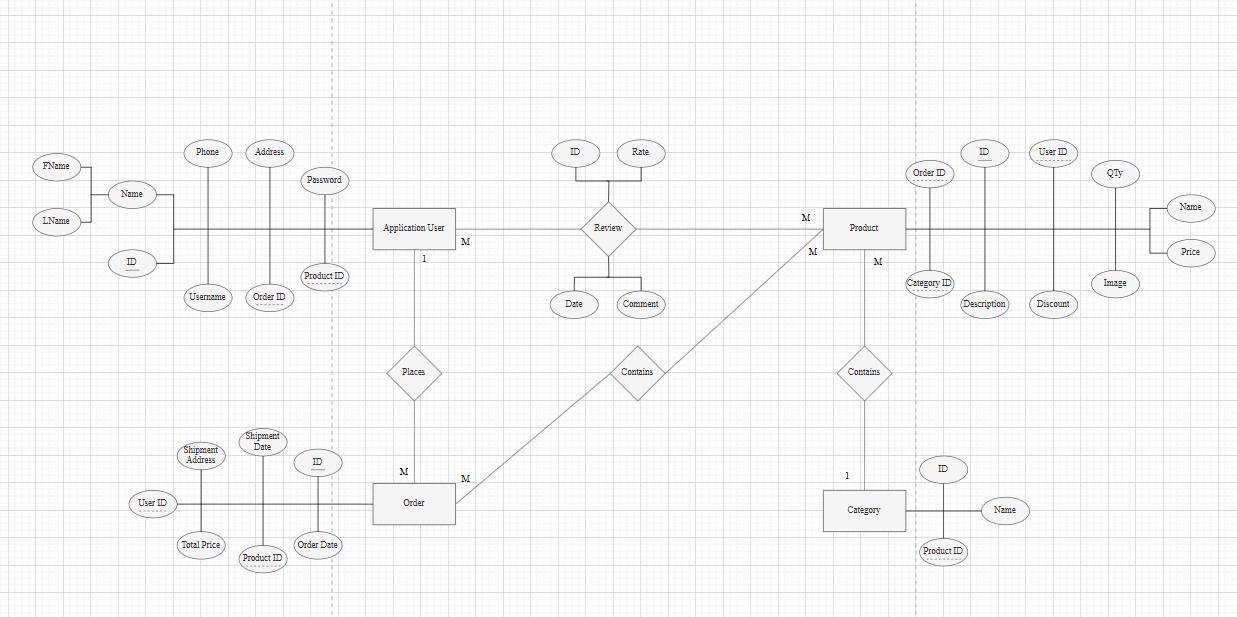 Phone
Address
ID
Rate
ID
User ID
FName
Name
LName
ID
Password
Username
Order ID
Product ID
Application User
M
1
Review
Date
Comment
M
M
Product
M
Order ID
Category ID
Description
Discount
QTy
Image
Name
Price
Places
Contains
Contains
Shipment
Address
Shipment
Date
ID
User ID
Total Price
Product ID
Order Date
M
M
Order
1
Category
ID
Name
Product ID